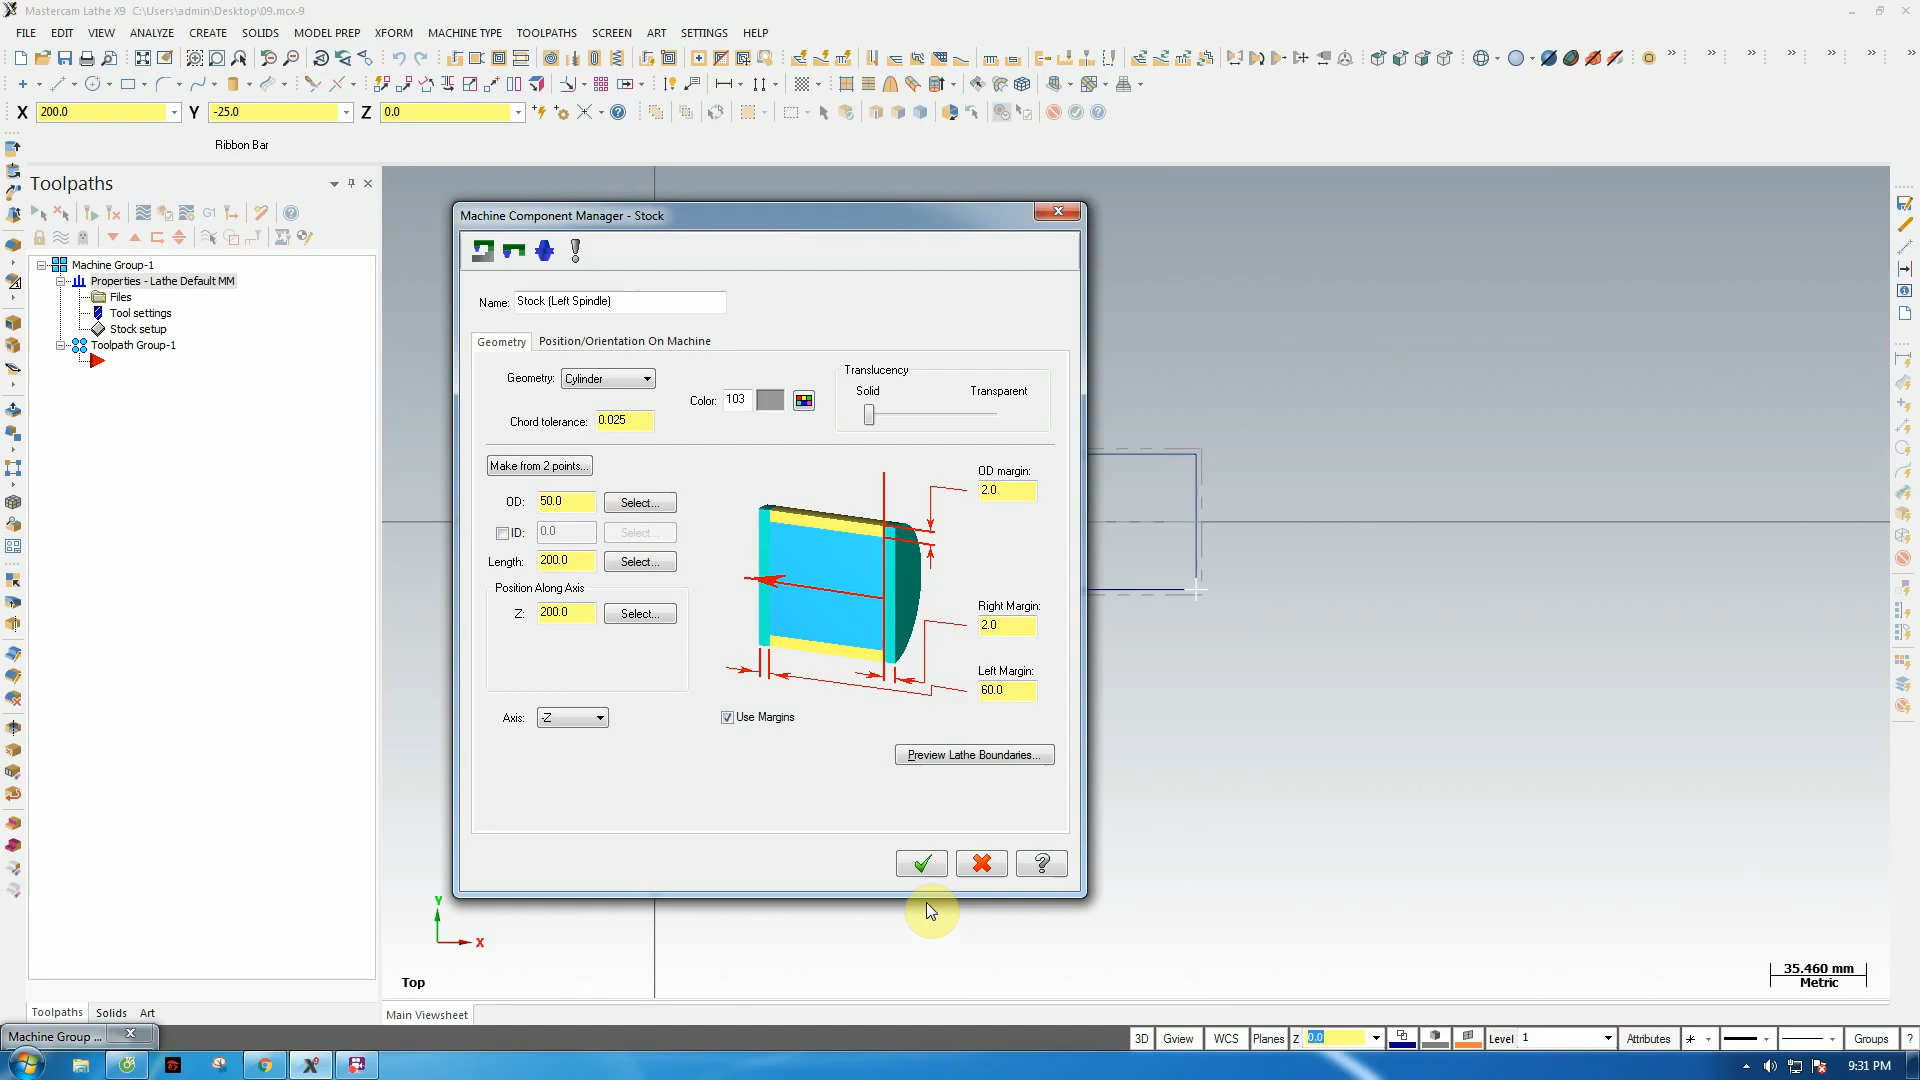 Mastercam Lathe X9 C:\Users\admin\Desktop\09.mcx-9
FILE EDIT VIEW ANALYZE CREATE SOLIDS MODEL PREP XFORM MACHINE TYPE TOOLPATHS SCREEN ART SETTINGS HELP
X 200.0 Y -25.0 Z 0.0
Ribbon Bar
Toolpaths
G1
Machine Group-1
Properties - Lathe Default MM
Files
Tool settings
Stock setup
Toolpath Group-1
Machine Component Manager - Stock
Name: Stock (Left Spindle)
Geometry Position/Orientation On Machine
Geometry: Cylinder
Color: 103
Translucency
Solid Transparent
Chord tolerance: 0.025
Make from 2 points...
OD: 50.0 Select...
ID: 0.0 Select...
Length: 200.0 Select...
Position Along Axis
Z: 200.0 Select...
Axis: -Z
OD margin:
2.0
Right Margin:
2.0
Left Margin:
60.0
Use Margins
Preview Lathe Boundaries...
Y
X
Top
35.460 mm
Metric
Toolpaths Solids Art
Main Viewsheet
Machine Group ...
3D Gview WCS Planes Z 0.0 Level 1 Attributes Groups ?
9:31 PM